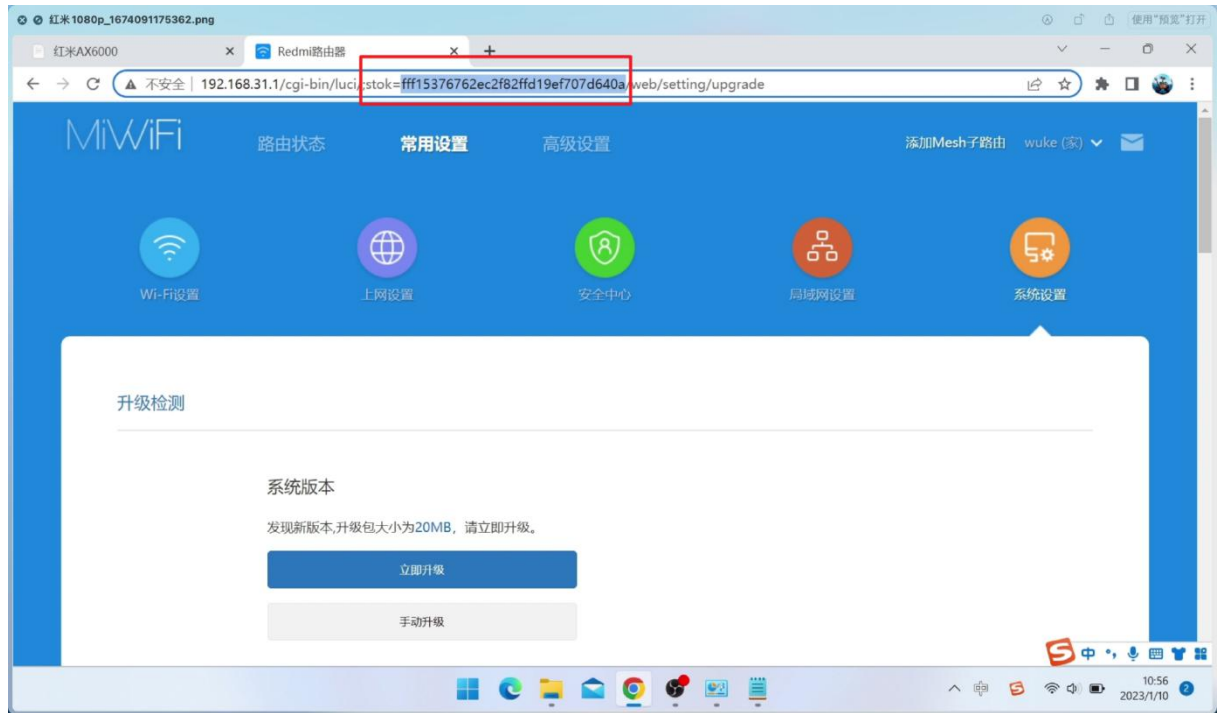 红米1080p_1674091175362.png
使用“预览”打开
红米AX6000
Redmi路由器
不安全 | 192.168.31.1/cgi-bin/luci/;stok=fff15376762ec2f82ffd19ef707d640a/web/setting/upgrade
MiWiFi
路由状态
常用设置
高级设置
添加Mesh子路由
wuke (家)
Wi-Fi设置
上网设置
安全中心
局域网设置
系统设置
升级检测
系统版本
发现新版本,升级包大小为20MB，请立即升级。
立即升级
手动升级
中
中
10:56
2023/1/10
2